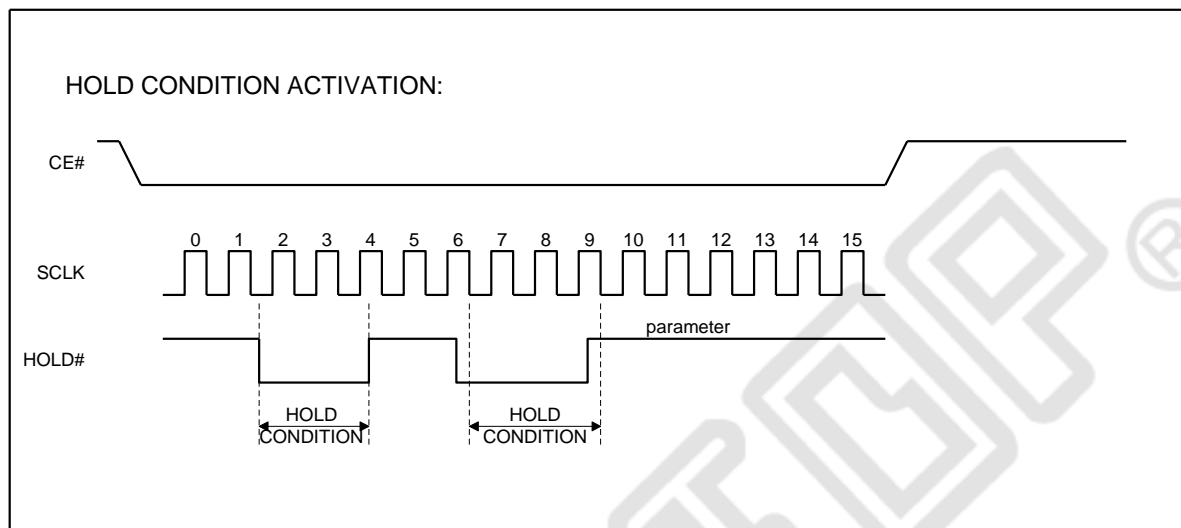 HOLD CONDITION ACTIVATION:
CE#
0 1 2 3 4 5 6 7 8 9 10 11 12 13 14 15
SCLK
parameter
HOLD#
HOLD CONDITION
HOLD CONDITION
®